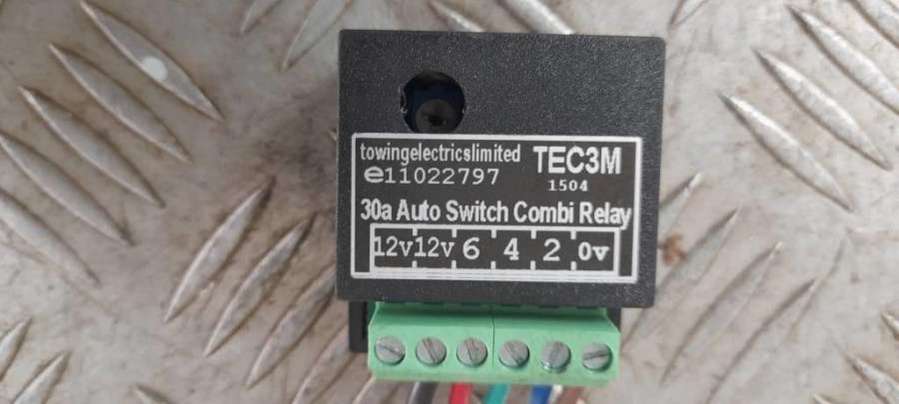 towingelectricslimited TEC3M
e11022797 1504
30a Auto Switch Combi Relay
12v 12v 6 4 2 0v